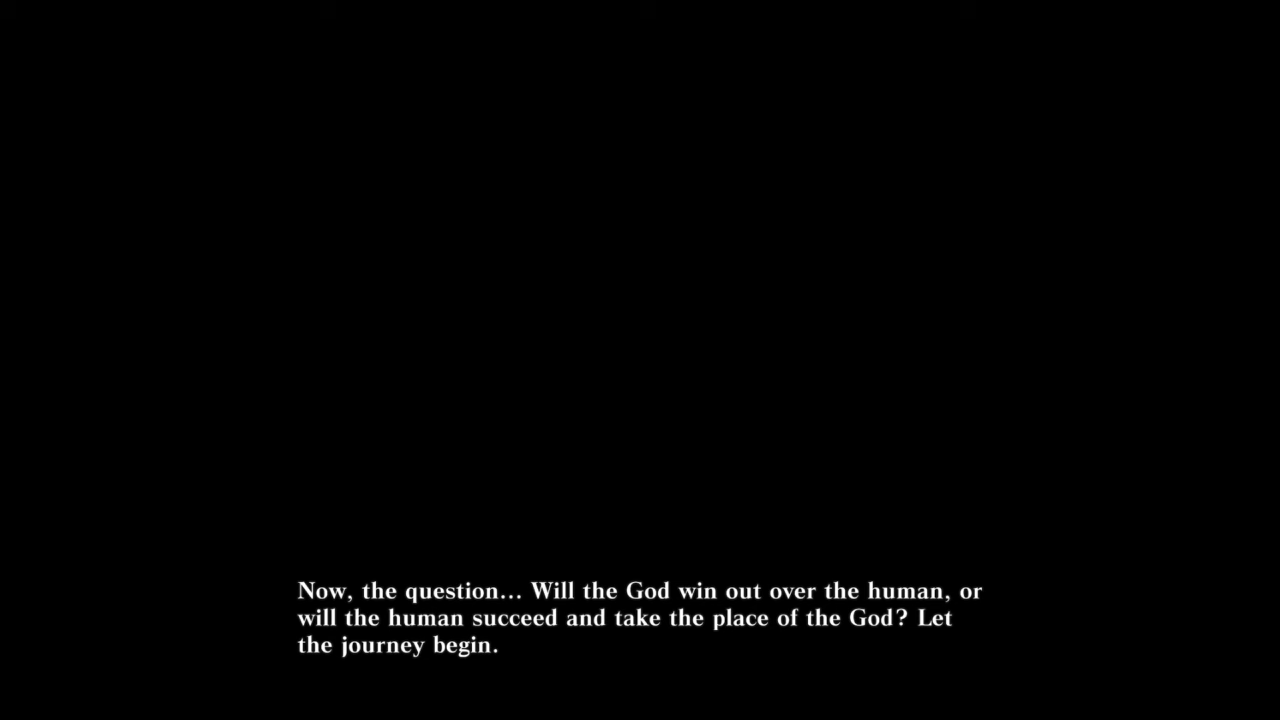 Now, the question... Will the God win out over the human, or
will the human succeed and take the place of the God? Let
the journey begin.